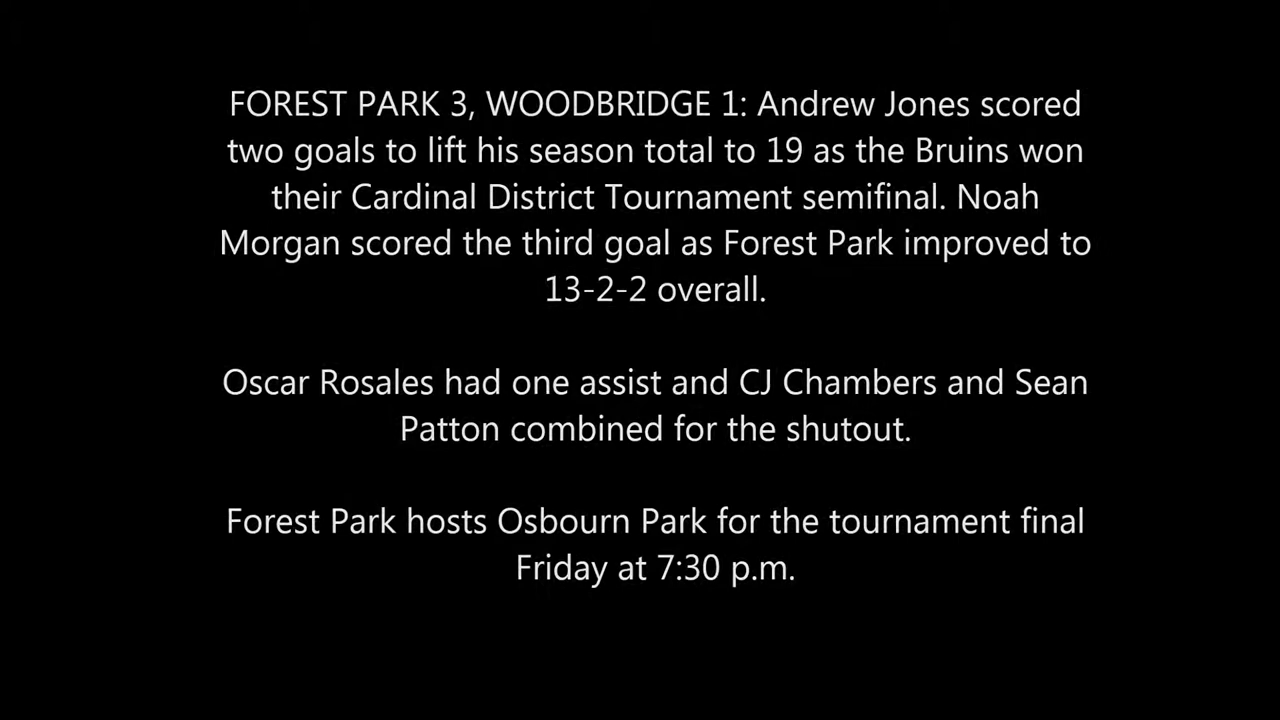 FOREST PARK 3, WOODBRIDGE 1: Andrew Jones scored
two goals to lift his season total to 19 as the Bruins won
their Cardinal District Tournament semifinal. Noah
Morgan scored the third goal as Forest Park improved to
13-2-2 overall.
Oscar Rosales had one assist and CJ Chambers and Sean
Patton combined for the shutout.
Forest Park hosts Osbourn Park for the tournament final
Friday at 7:30 p.m.